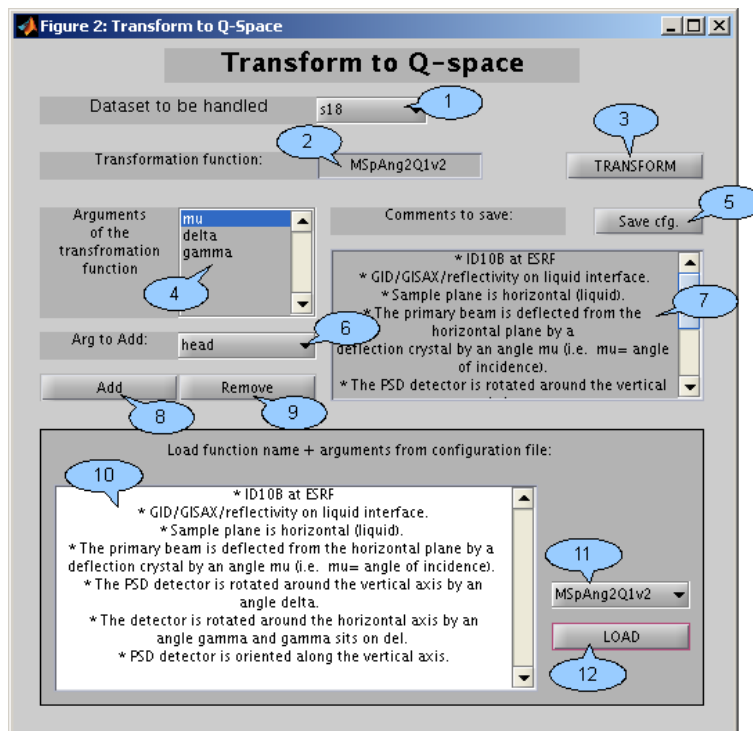 Figure 2: Transform to Q-Space
Transform to Q-space
Dataset to be handled
s18
1
Transformation function:
2
MSpAng2Q1v2
3
TRANSFORM
Arguments
of the
transfromation
function
mu
delta
gamma
4
Comments to save:
5
Save cfg.
* ID10B at ESRF
* GID/GISAX/reflectivity on liquid interface.
* Sample plane is horizontal (liquid).
* The primary beam is deflected from the
horizontal plane by a
deflection crystal by an angle mu (i.e. mu= angle
of incidence).
* The PSD detector is rotated around the vertical
7
Arg to Add:
head
6
Add
Remove
8
9
Load function name + arguments from configuration file:
10
* ID10B at ESRF
* GID/GISAX/reflectivity on liquid interface.
* Sample plane is horizontal (liquid).
* The primary beam is deflected from the horizontal plane by a
deflection crystal by an angle mu (i.e. mu= angle of incidence).
* The PSD detector is rotated around the vertical axis by an
angle delta.
* The detector is rotated around the horizontal axis by an
angle gamma and gamma sits on del.
* PSD detector is oriented along the vertical axis.
11
MSpAng2Q1v2
LOAD
12